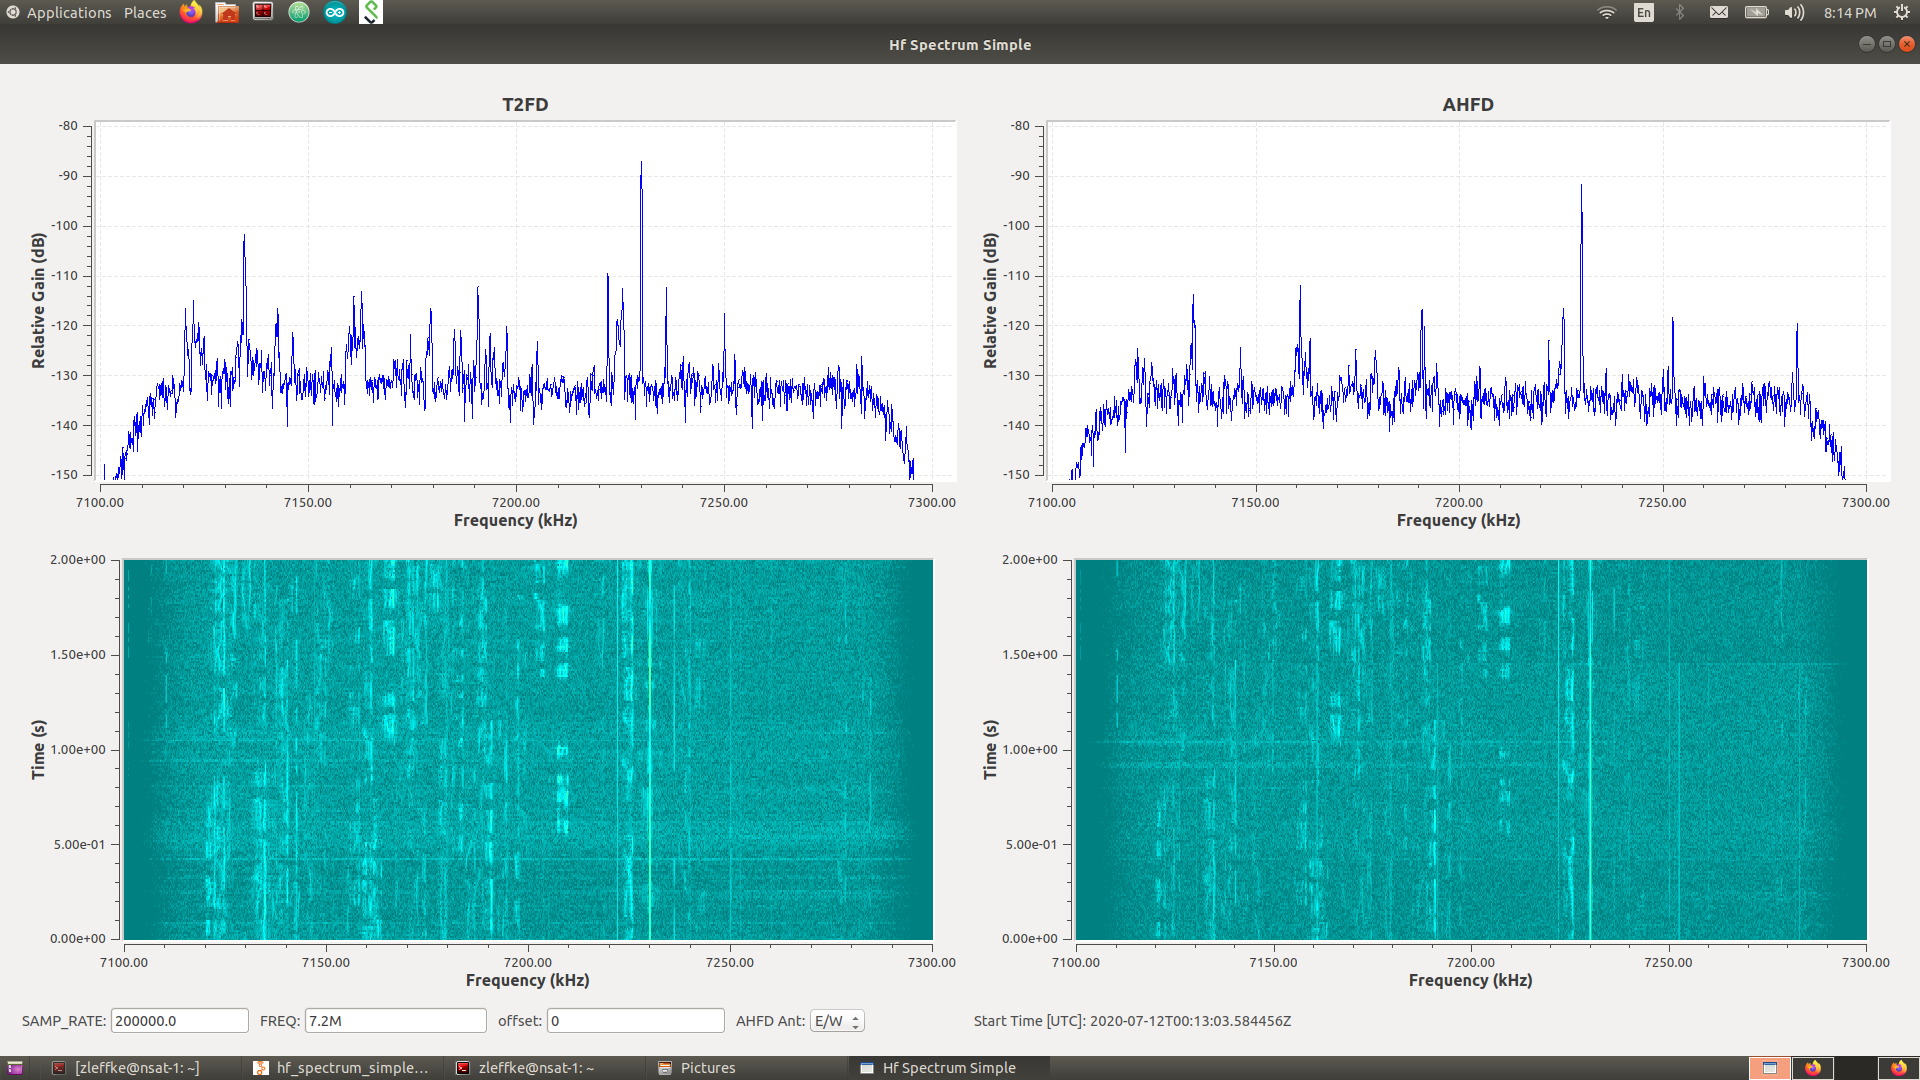 Applications Places En 8:14 PM
Hf Spectrum Simple
T2FD
-80
-90
-100
-110
-120
-130
-140
-150
Relative Gain (dB)
7100.00 7150.00 7200.00 7250.00 7300.00
Frequency (kHz)
AHFD
-80
-90
-100
-110
-120
-130
-140
-150
Relative Gain (dB)
7100.00 7150.00 7200.00 7250.00 7300.00
Frequency (kHz)
2.00e+00
1.50e+00
1.00e+00
5.00e-01
0.00e+00
Time (s)
7100.00 7150.00 7200.00 7250.00 7300.00
Frequency (kHz)
2.00e+00
1.50e+00
1.00e+00
5.00e-01
0.00e+00
Time (s)
7100.00 7150.00 7200.00 7250.00 7300.00
Frequency (kHz)
SAMP_RATE: 200000.0 FREQ: 7.2M offset: 0 AHFD Ant: E/W Start Time [UTC]: 2020-07-12T00:13:03.584456Z
[zleffke@nsat-1: ~] hf_spectrum_simple... zleffke@nsat-1: ~ Pictures Hf Spectrum Simple